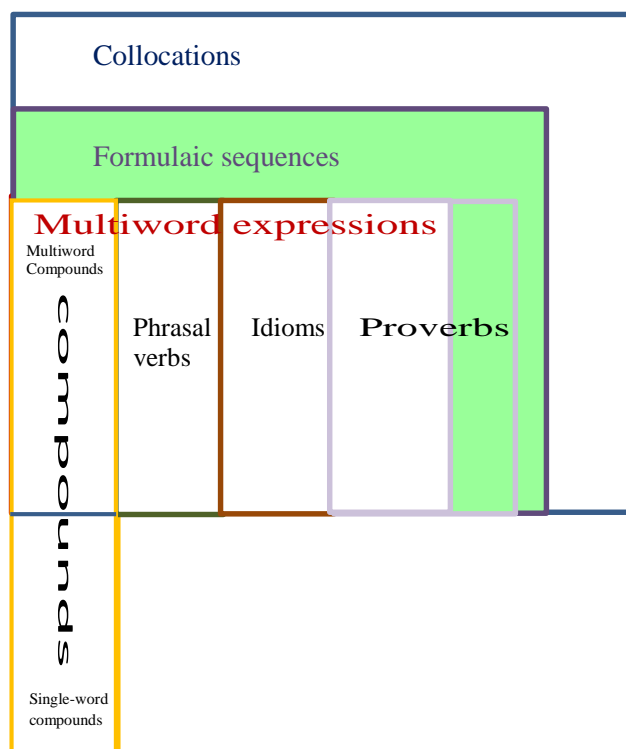 Collocations
Formulaic sequences
Multiword expressions
Multiword
Compounds
Phrasal
verbs
Idioms
Proverbs
compounds
Single-word
compounds